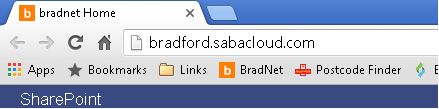 b bradnet Home
bradford.sabacloud.com
Apps Bookmarks Links b BradNet Postcode Finder
SharePoint